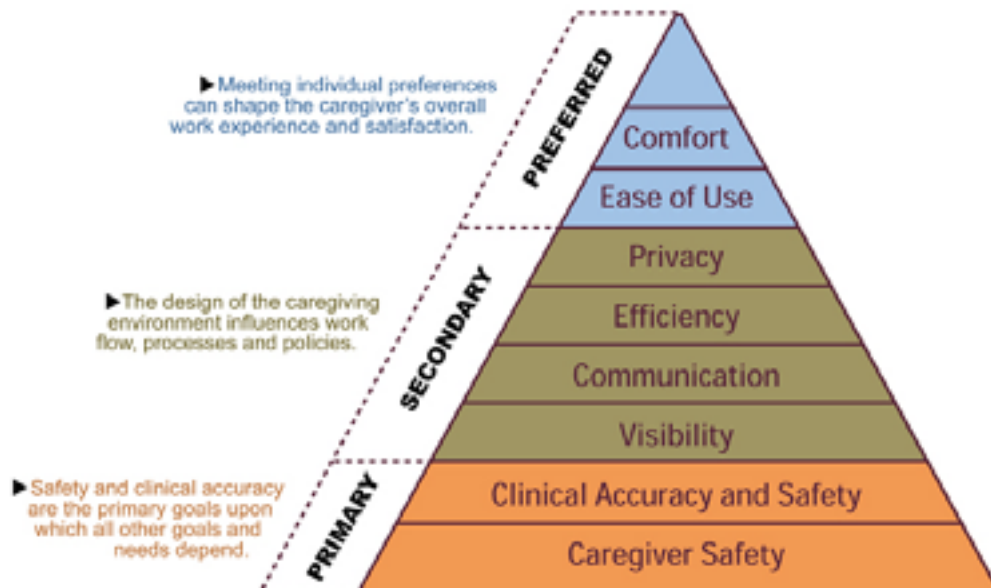 ▶Meeting individual preferences
can shape the caregiver's overall
work experience and satisfaction.
PREFERRED
Comfort
Ease of Use
▶The design of the caregiving
environment influences work
flow, processes and policies.
SECONDARY
Privacy
Efficiency
Communication
Visibility
▶Safety and clinical accuracy
are the primary goals upon
which all other goals and
needs depend.
PRIMARY
Clinical Accuracy and Safety
Caregiver Safety